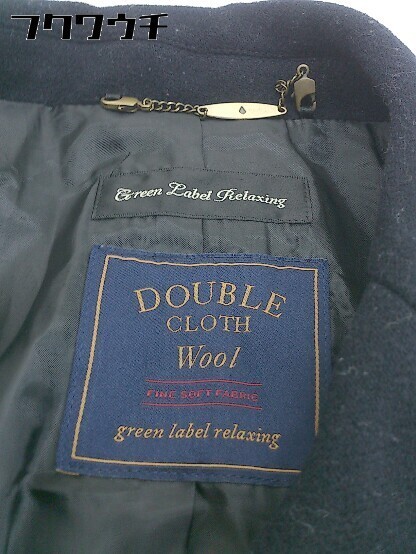 フクワウチ
Green Label Relaxing
DOUBLE
CLOTH
Wool
FINE SOFT FABRIC
green label relaxing